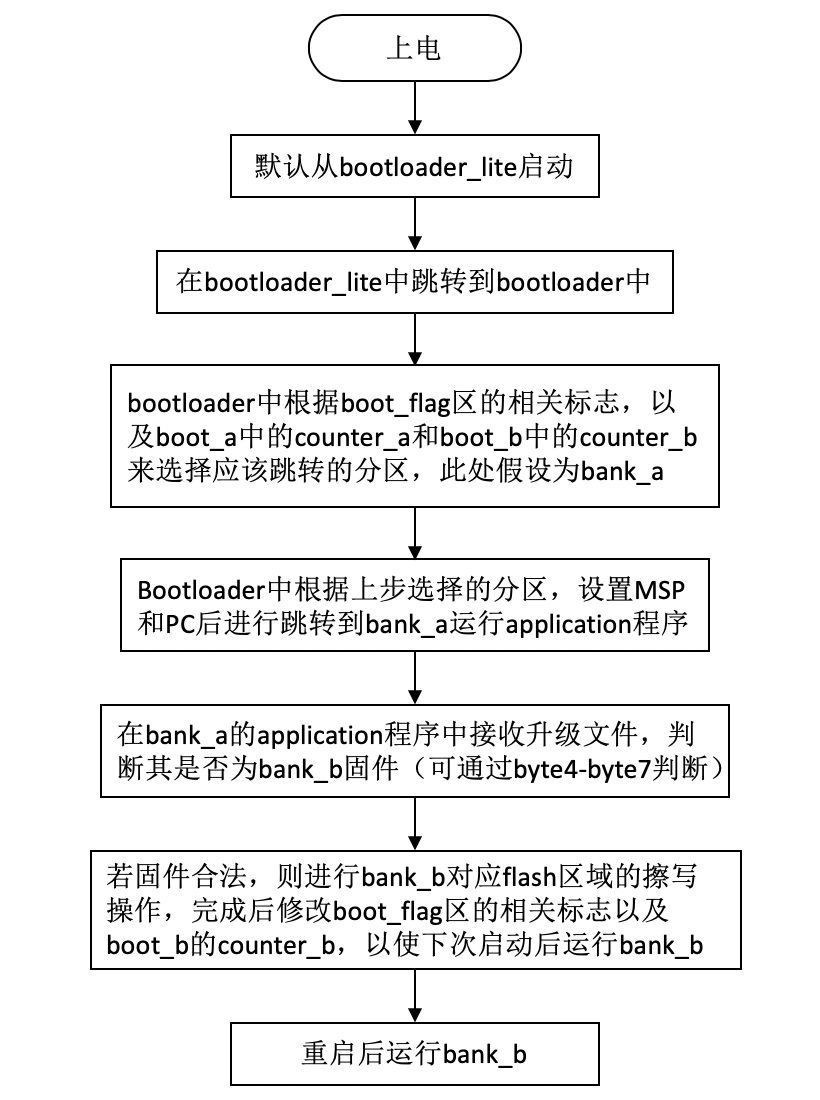 上电
默认从bootloader_lite启动
在bootloader_lite中跳转到bootloader中
bootloader中根据boot_flag区的相关标志，以
及boot_a中的counter_a和boot_b中的counter_b
来选择应该跳转的分区，此处假设为bank_a
Bootloader中根据上步选择的分区，设置MSP
和PC后进行跳转到bank_a运行application程序
在bank_a的application程序中接收升级文件，判
断其是否为bank_b固件（可通过byte4-byte7判断）
若固件合法，则进行bank_b对应flash区域的擦写
操作，完成后修改boot_flag区的相关标志以及
boot_b的counter_b，以使下次启动后运行bank_b
重启后运行bank_b